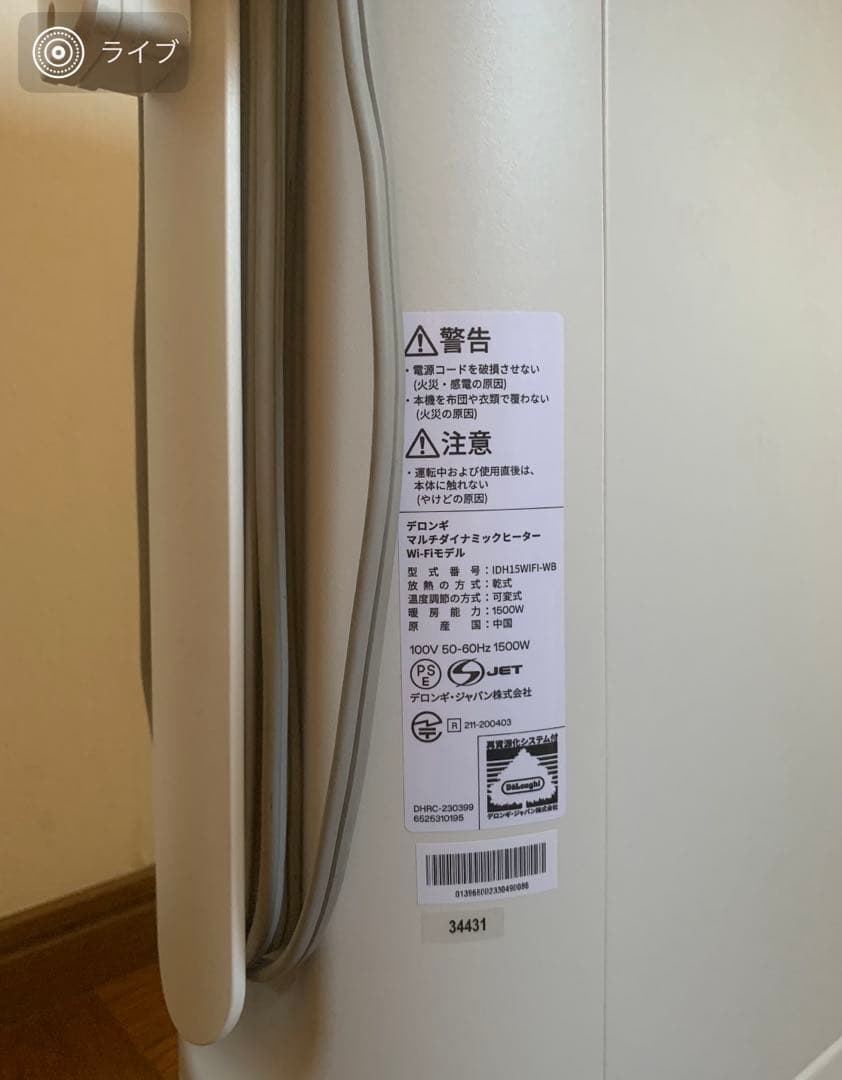 ライブ
警告
・電源コードを破損させない
(火災・感電の原因)
・本機を布団や衣類で覆わない
(火災の原因)
注意
・運転中および使用直後は、
本体に触れない
(やけどの原因)
デロンギ
マルチダイナミックヒーター
Wi-Fiモデル
型式番号：IDH15WIFI-WB
放熱の方式：乾式
温度調節の方式：可変式
暖房能力：1500W
原産国：中国
100V 50-60Hz 1500W
PSE JET
デロンギ・ジャパン株式会社
R 211-200403
再資源化システム付
DeLonghi
デロンギ・ジャパン株式会社
DHRC-230399
6525310195
013968002330490086
34431